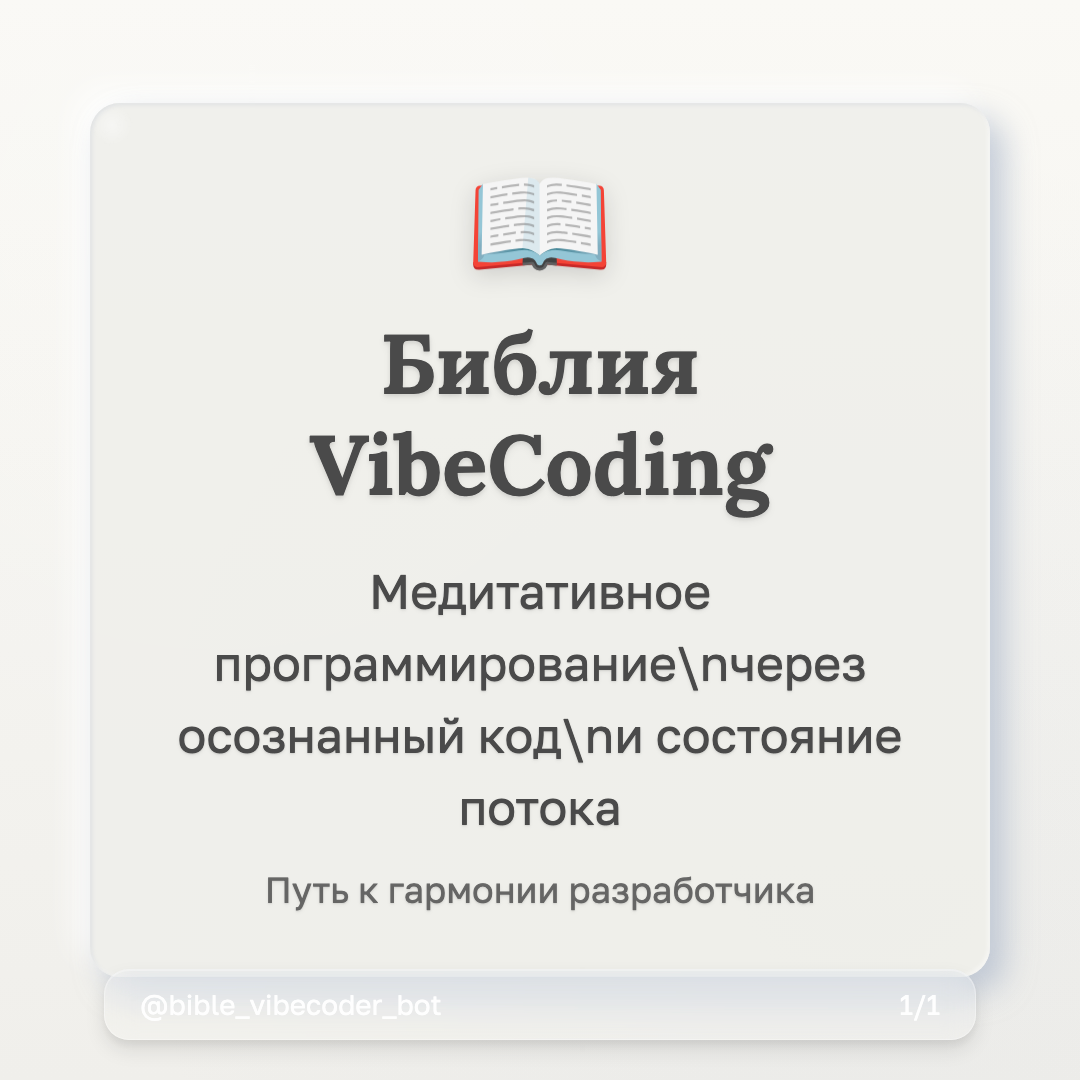 Библия
VibeCoding
Медитативное
программирование\nчерез
осознанный код\nи состояние
потока
Путь к гармонии разработчика
@bible_vibecoder_bot
1/1